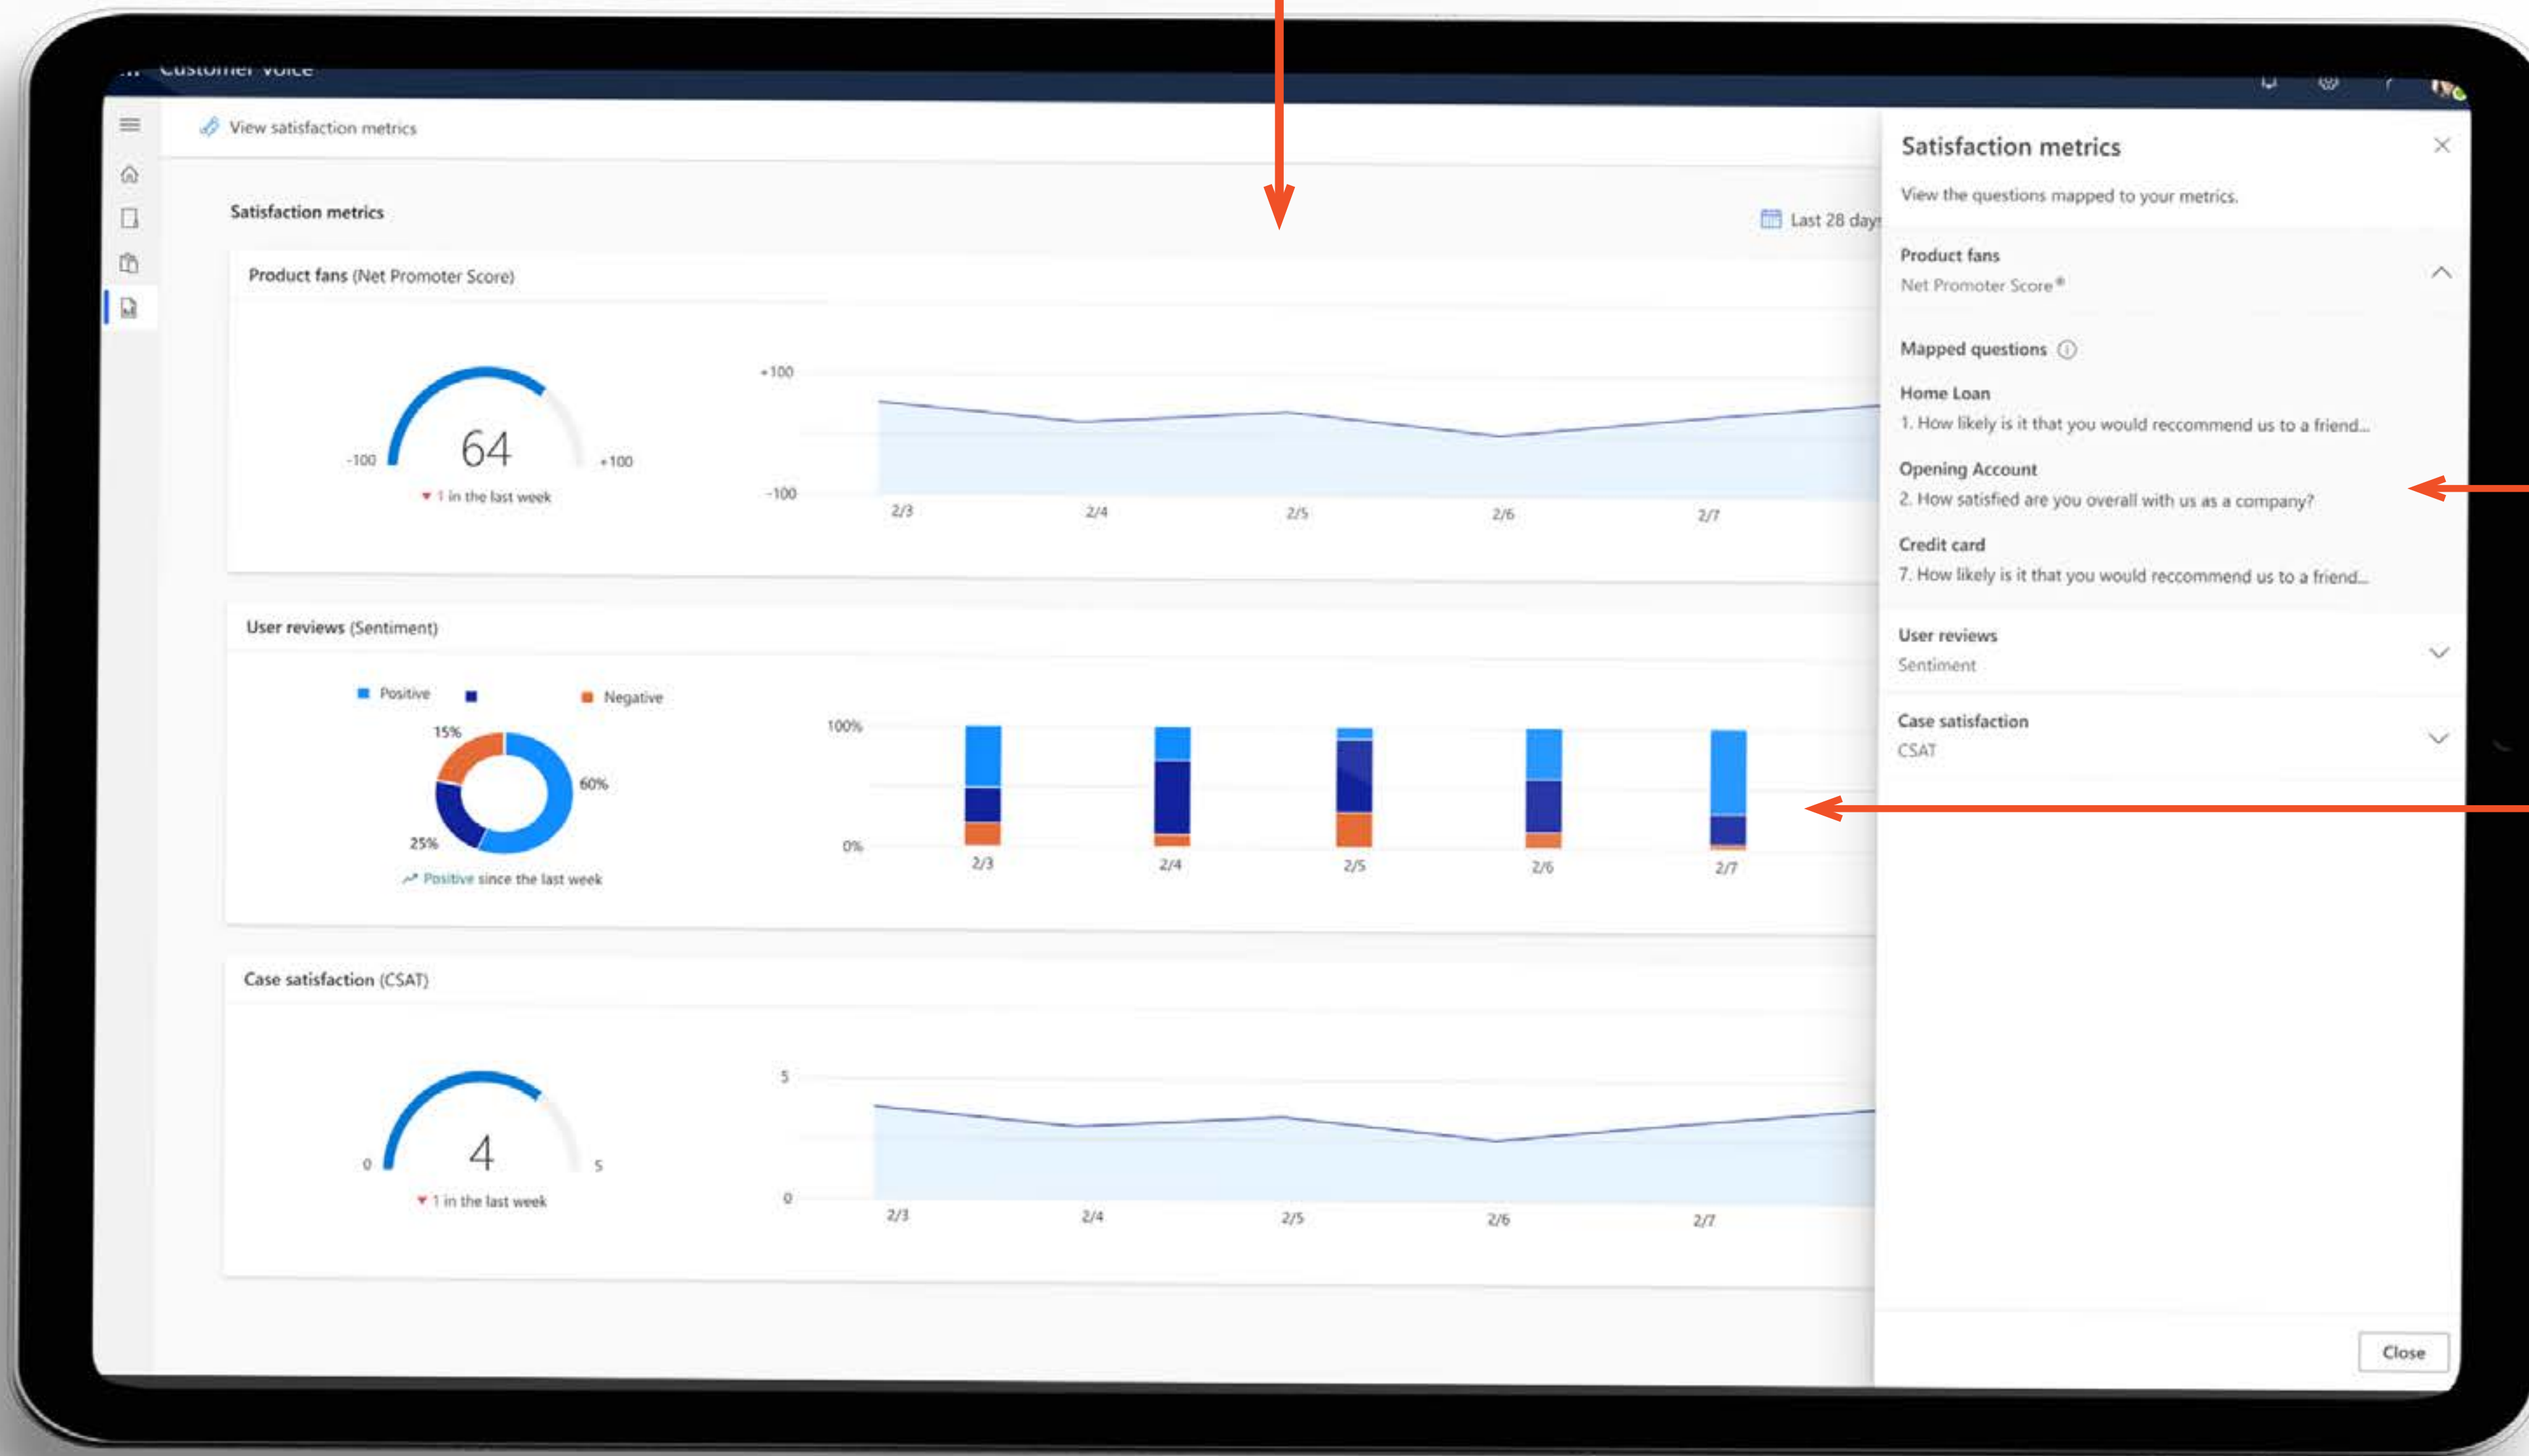 Customer Voice
View satisfaction metrics
Satisfaction metrics
Last 28 days
Product fans (Net Promoter Score)
-100
64
+100
▼ 1 in the last week
+100
-100
2/3
2/4
2/5
2/6
2/7
User reviews (Sentiment)
Positive
Negative
15%
60%
25%
Positive since the last week
100%
0%
2/3
2/4
2/5
2/6
2/7
Case satisfaction (CSAT)
0
4
5
▼ 1 in the last week
5
0
2/3
2/4
2/5
2/6
2/7
Satisfaction metrics
View the questions mapped to your metrics.
Product fans
Net Promoter Score®
Mapped questions
Home Loan
1. How likely is it that you would reccommend us to a friend...
Opening Account
2. How satisfied are you overall with us as a company?
Credit card
7. How likely is it that you would reccommend us to a friend...
User reviews
Sentiment
Case satisfaction
CSAT
Close